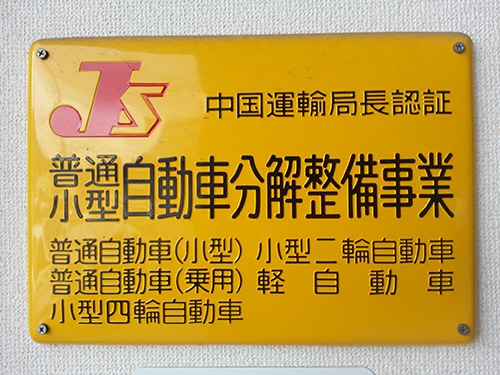 JS
中国運輸局長認証
普通
小型
自動車分解整備事業
普通自動車(小型) 小型二輪自動車
普通自動車(乗用) 軽自動車
小型四輪自動車